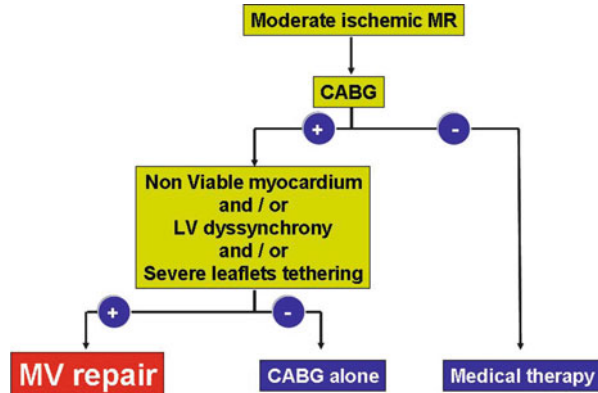 Moderate ischemic MR
CABG
+
-
Non Viable myocardium
and / or
LV dyssynchrony
and / or
Severe leaflets tethering
+
-
MV repair
CABG alone
Medical therapy